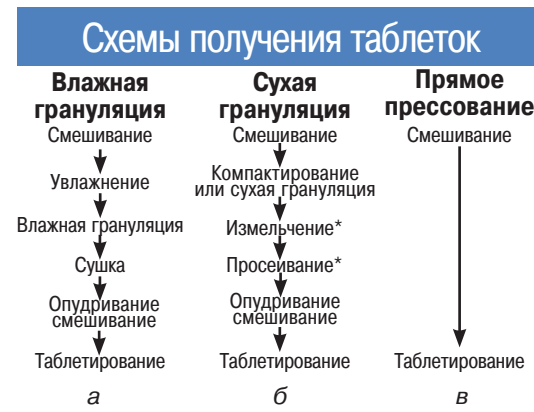 Схемы получения таблеток
Влажная
грануляция
Смешивание
Увлажнение
Влажная грануляция
Сушка
Опудривание
смешивание
Таблетирование
а
Сухая
грануляция
Смешивание
Компактирование
или сухая грануляция
Измельчение*
Просеивание*
Опудривание
смешивание
Таблетирование
б
Прямое
прессование
Смешивание
Таблетирование
в